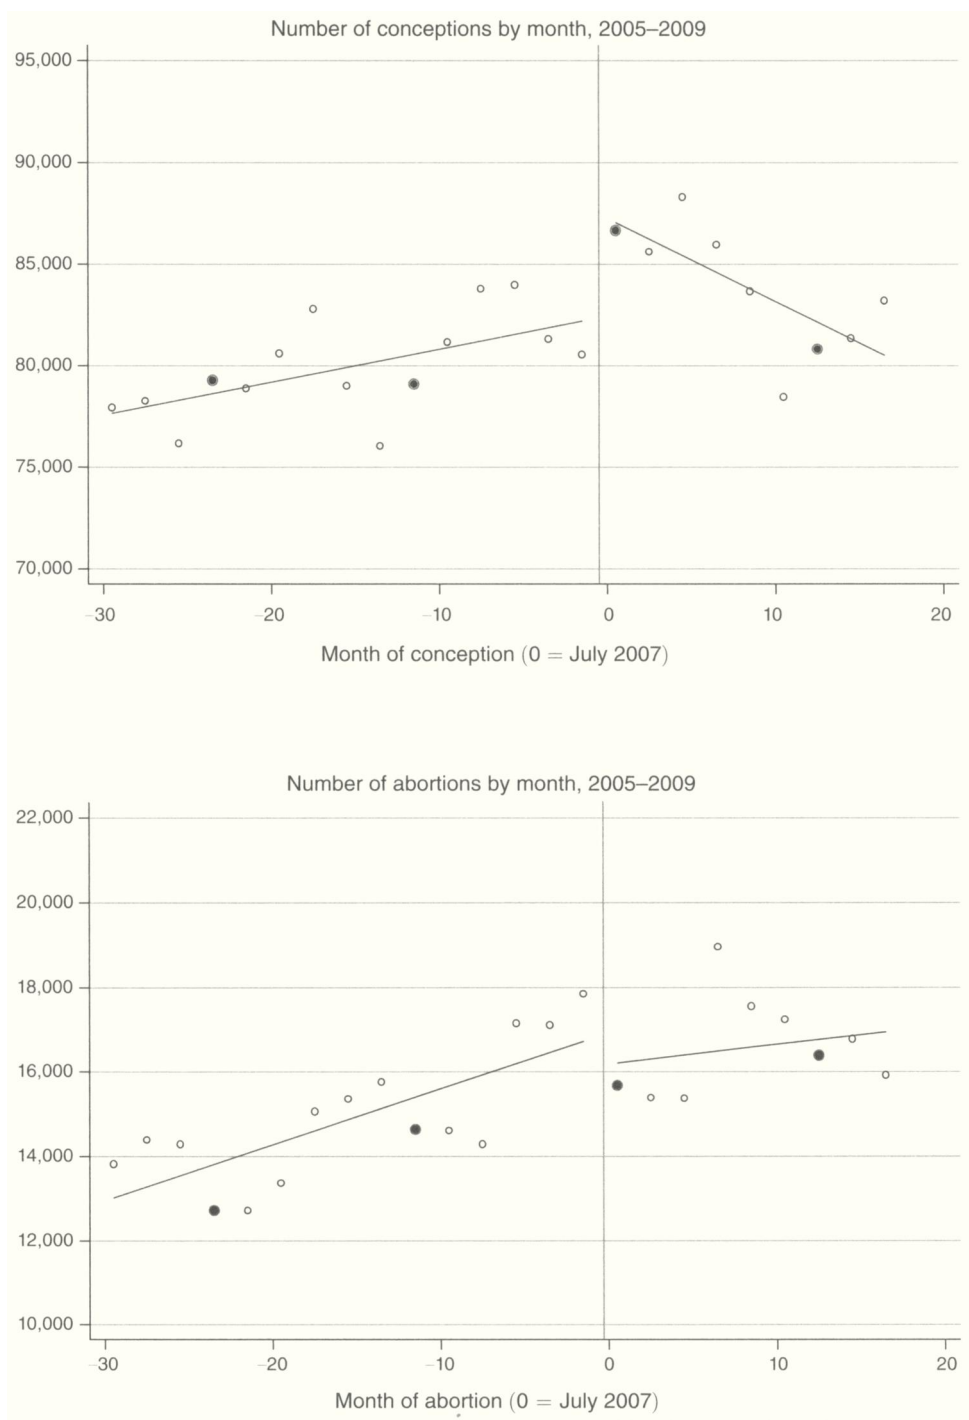 Number of conceptions by month, 2005–2009
95,000
90,000
85,000
80,000
75,000
70,000
–30 –20 –10 0 10 20
Month of conception (0 = July 2007)
Number of abortions by month, 2005–2009
22,000
20,000
18,000
16,000
14,000
12,000
10,000
–30 –20 –10 0 10 20
Month of abortion (0 = July 2007)